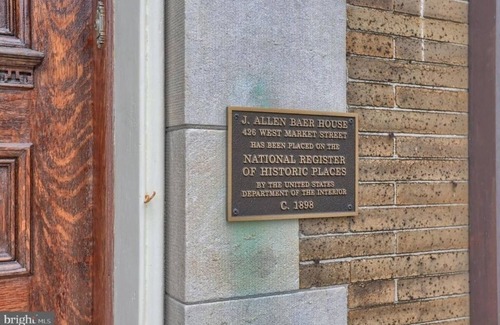 J. ALLEN BAER HOUSE
426 WEST MARKET STREET
HAS BEEN PLACED ON THE
NATIONAL REGISTER
OF HISTORIC PLACES
BY THE UNITED STATES
DEPARTMENT OF THE INTERIOR
C. 1898
bright MLS